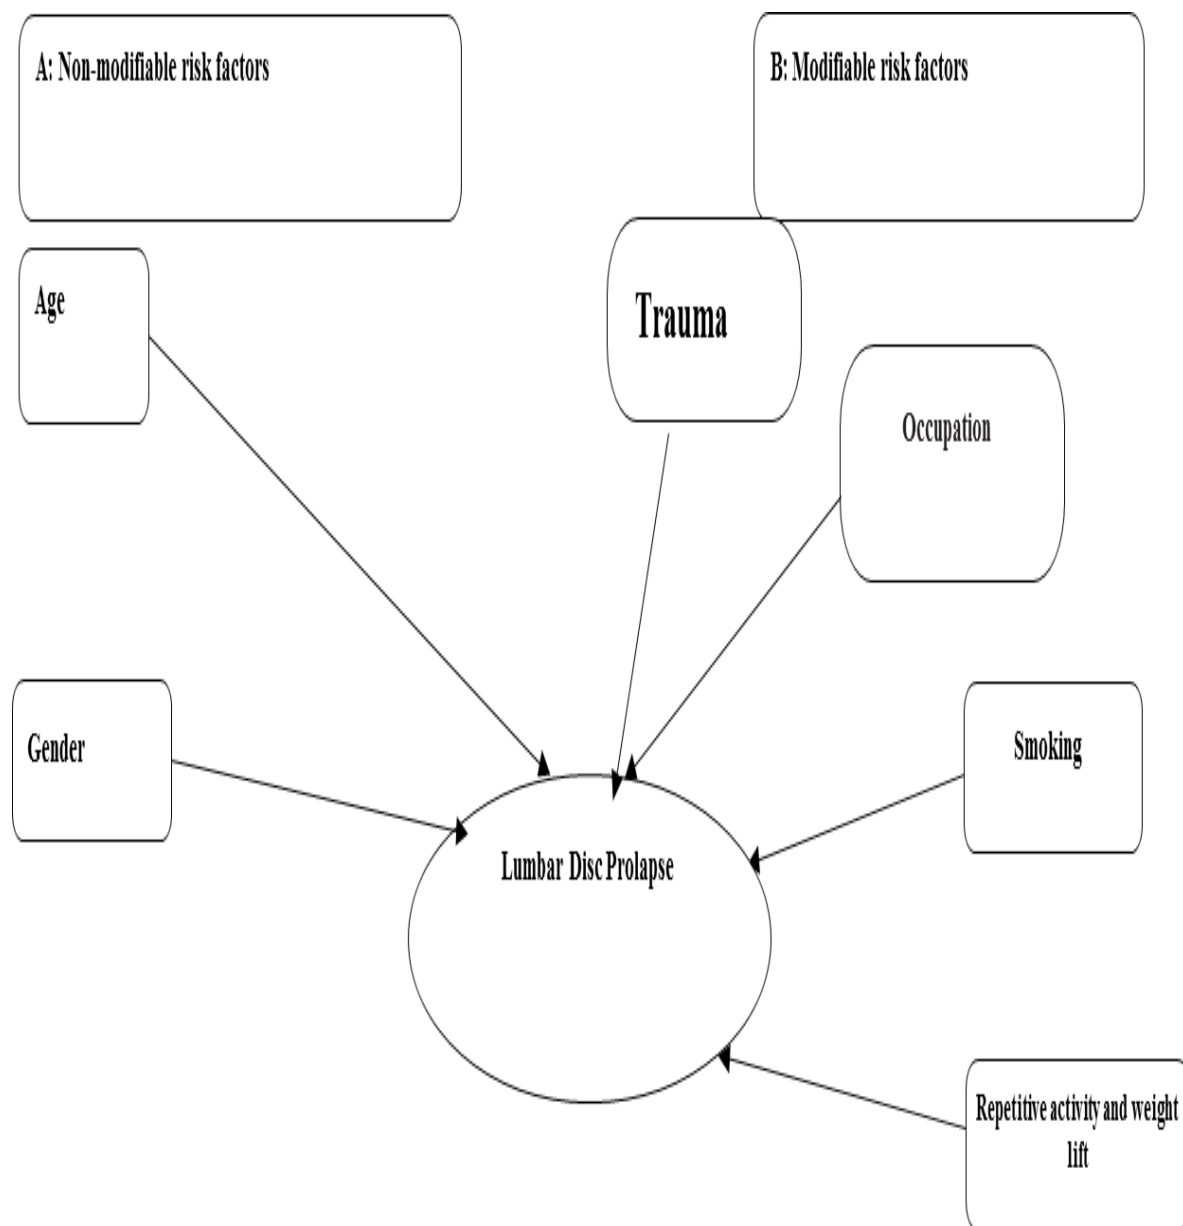 A: Non-modifiable risk factors
B: Modifiable risk factors
Age
Trauma
Occupation
Gender
Smoking
Lumbar Disc Prolapse
Repetitive activity and weight
lift